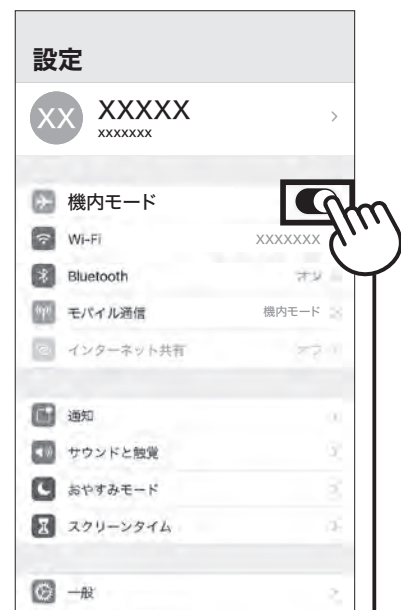 設定
XX
XXXXX
xxxxxxx
機内モード
Wi-Fi
XXXXXXX
Bluetooth
オン
モバイル通信
機内モード
インターネット共有
オフ
通知
サウンドと触覚
おやすみモード
スクリーンタイム
一般